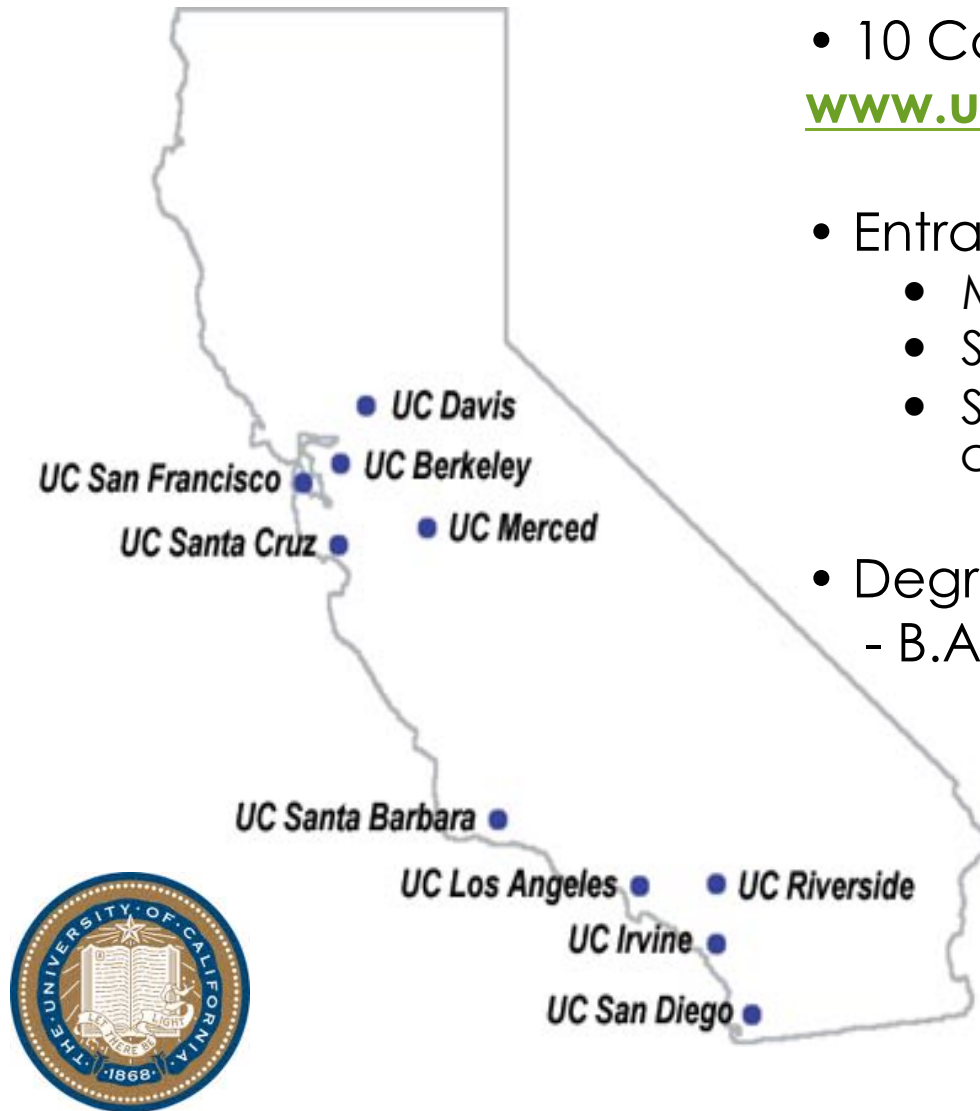 • 10 Ca
www.u
• Entra
• M
• S
• S
c
• Degr
- B.A
UC Davis
UC Berkeley
UC San Francisco
UC Merced
UC Santa Cruz
UC Santa Barbara
UC Los Angeles
UC Riverside
UC Irvine
UC San Diego
THE·UNIVERSITY·OF·CALIFORNIA·
LET THERE BE LIGHT
·1868·